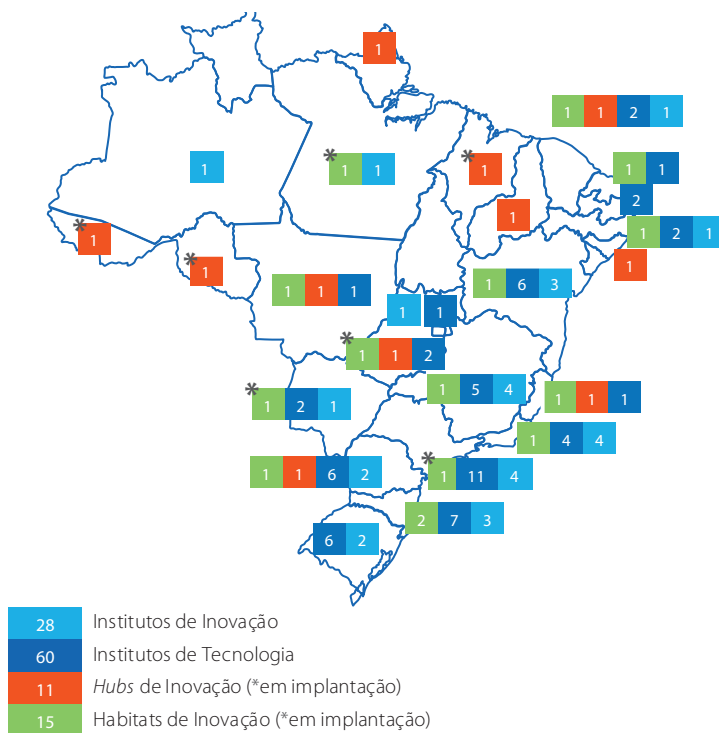 1
1 1 2 1
1
* 1 1
* 1
1 1
2
* 1
1
1 2 1
* 1
1
1 1 1
1 6 3
1
1
* 1 1 2
1 5 4
* 1 2 1
1 1 1
1 4 4
1 1 6 2
* 1 11 4
2 7 3
6 2
28 Institutos de Inovação
60 Institutos de Tecnologia
11 Hubs de Inovação (*em implantação)
15 Habitats de Inovação (*em implantação)